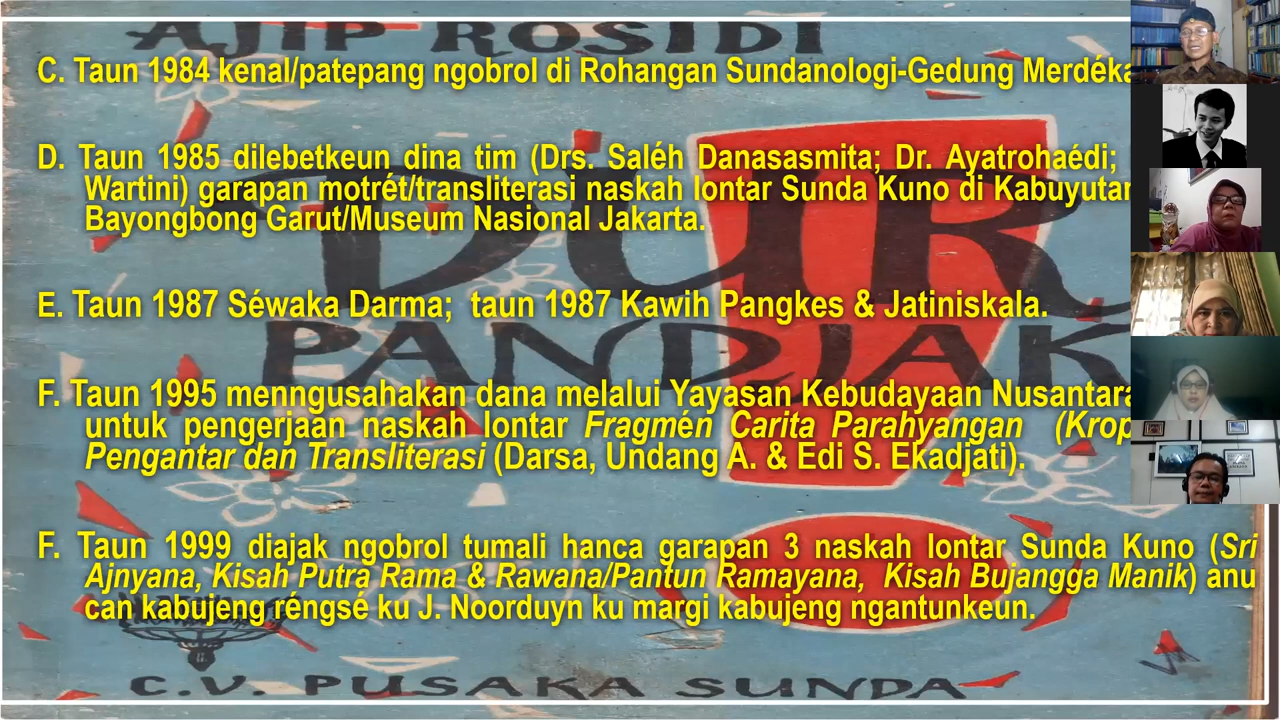 AJIP ROSIDI
C. Taun 1984 kenal/patepang ngobrol di Rohangan Sundanologi-Gedung Merdéka
D. Taun 1985 dilebetkeun dina tim (Drs. Saléh Danasasmita; Dr. Ayatrohaédi;
Wartini) garapan motrét/transliterasi naskah lontar Sunda Kuno di Kabuyutan
Bayongbong Garut/Museum Nasional Jakarta.
DUR
E. Taun 1987 Séwaka Darma; taun 1987 Kawih Pangkes & Jatiniskala.
PANDJAK
F. Taun 1995 menngusahakan dana melalui Yayasan Kebudayaan Nusantara
untuk pengerjaan naskah lontar Fragmén Carita Parahyangan (Krop
Pengantar dan Transliterasi (Darsa, Undang A. & Edi S. Ekadjati).
F. Taun 1999 diajak ngobrol tumali hanca garapan 3 naskah lontar Sunda Kuno (Sri
Ajnyana, Kisah Putra Rama & Rawana/Pantun Ramayana, Kisah Bujangga Manik) anu
can kabujeng réngsé ku J. Noorduyn ku margi kabujeng ngantunkeun.
C.V. PUSAKA SUNDA